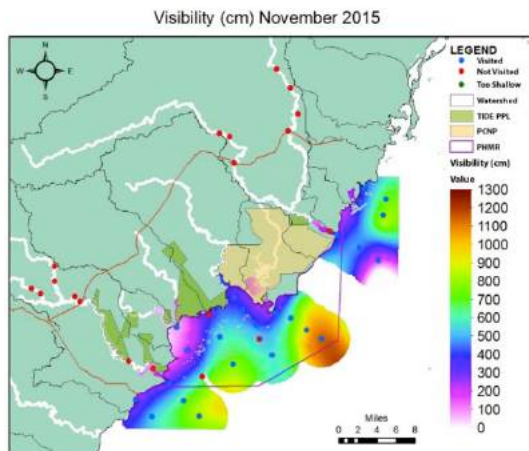 Visibility (cm) November 2015
N
W E
S
LEGEND
Visited
Not Visited
Too Shallow
Watershed
TIDE PPL
PCNP
PHMR
Visibility (cm)
Value
1300
1200
1100
1000
900
800
700
600
500
400
300
200
100
0
Miles
0 2 4 6 8